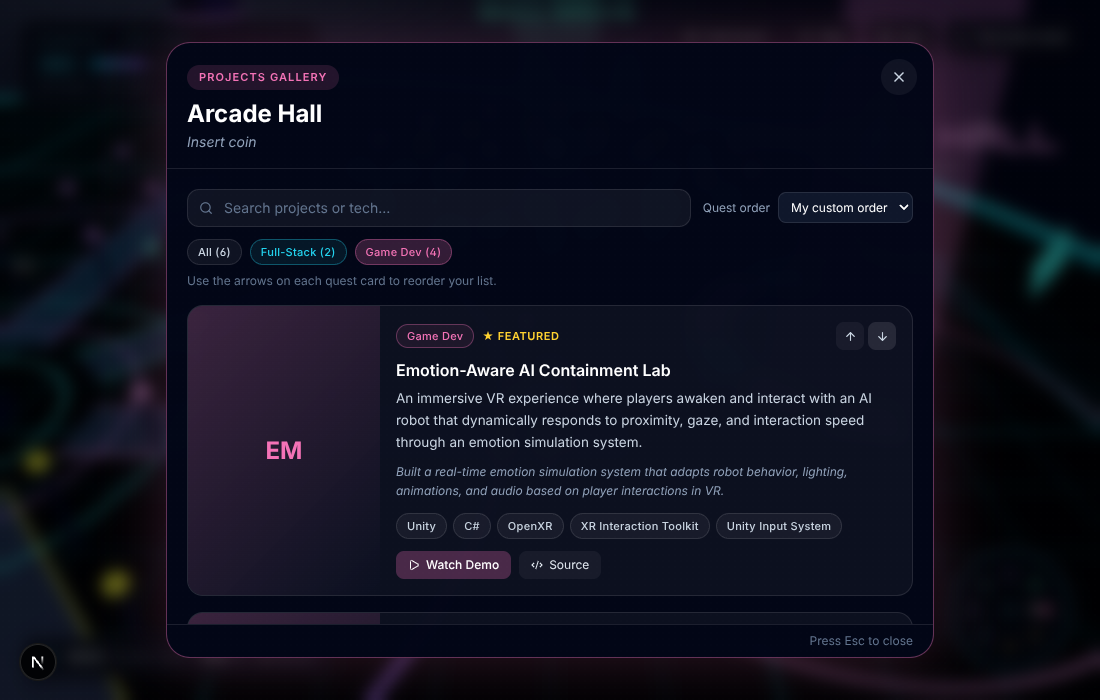 PROJECTS GALLERY
Arcade Hall
Insert coin
Search projects or tech...
Quest order
My custom order
All (6)
Full-Stack (2)
Game Dev (4)
Use the arrows on each quest card to reorder your list.
EM
Game Dev
★ FEATURED
Emotion-Aware AI Containment Lab
An immersive VR experience where players awaken and interact with an AI
robot that dynamically responds to proximity, gaze, and interaction speed
through an emotion simulation system.
Built a real-time emotion simulation system that adapts robot behavior, lighting,
animations, and audio based on player interactions in VR.
Unity
C#
OpenXR
XR Interaction Toolkit
Unity Input System
Watch Demo
Source
Press Esc to close
N